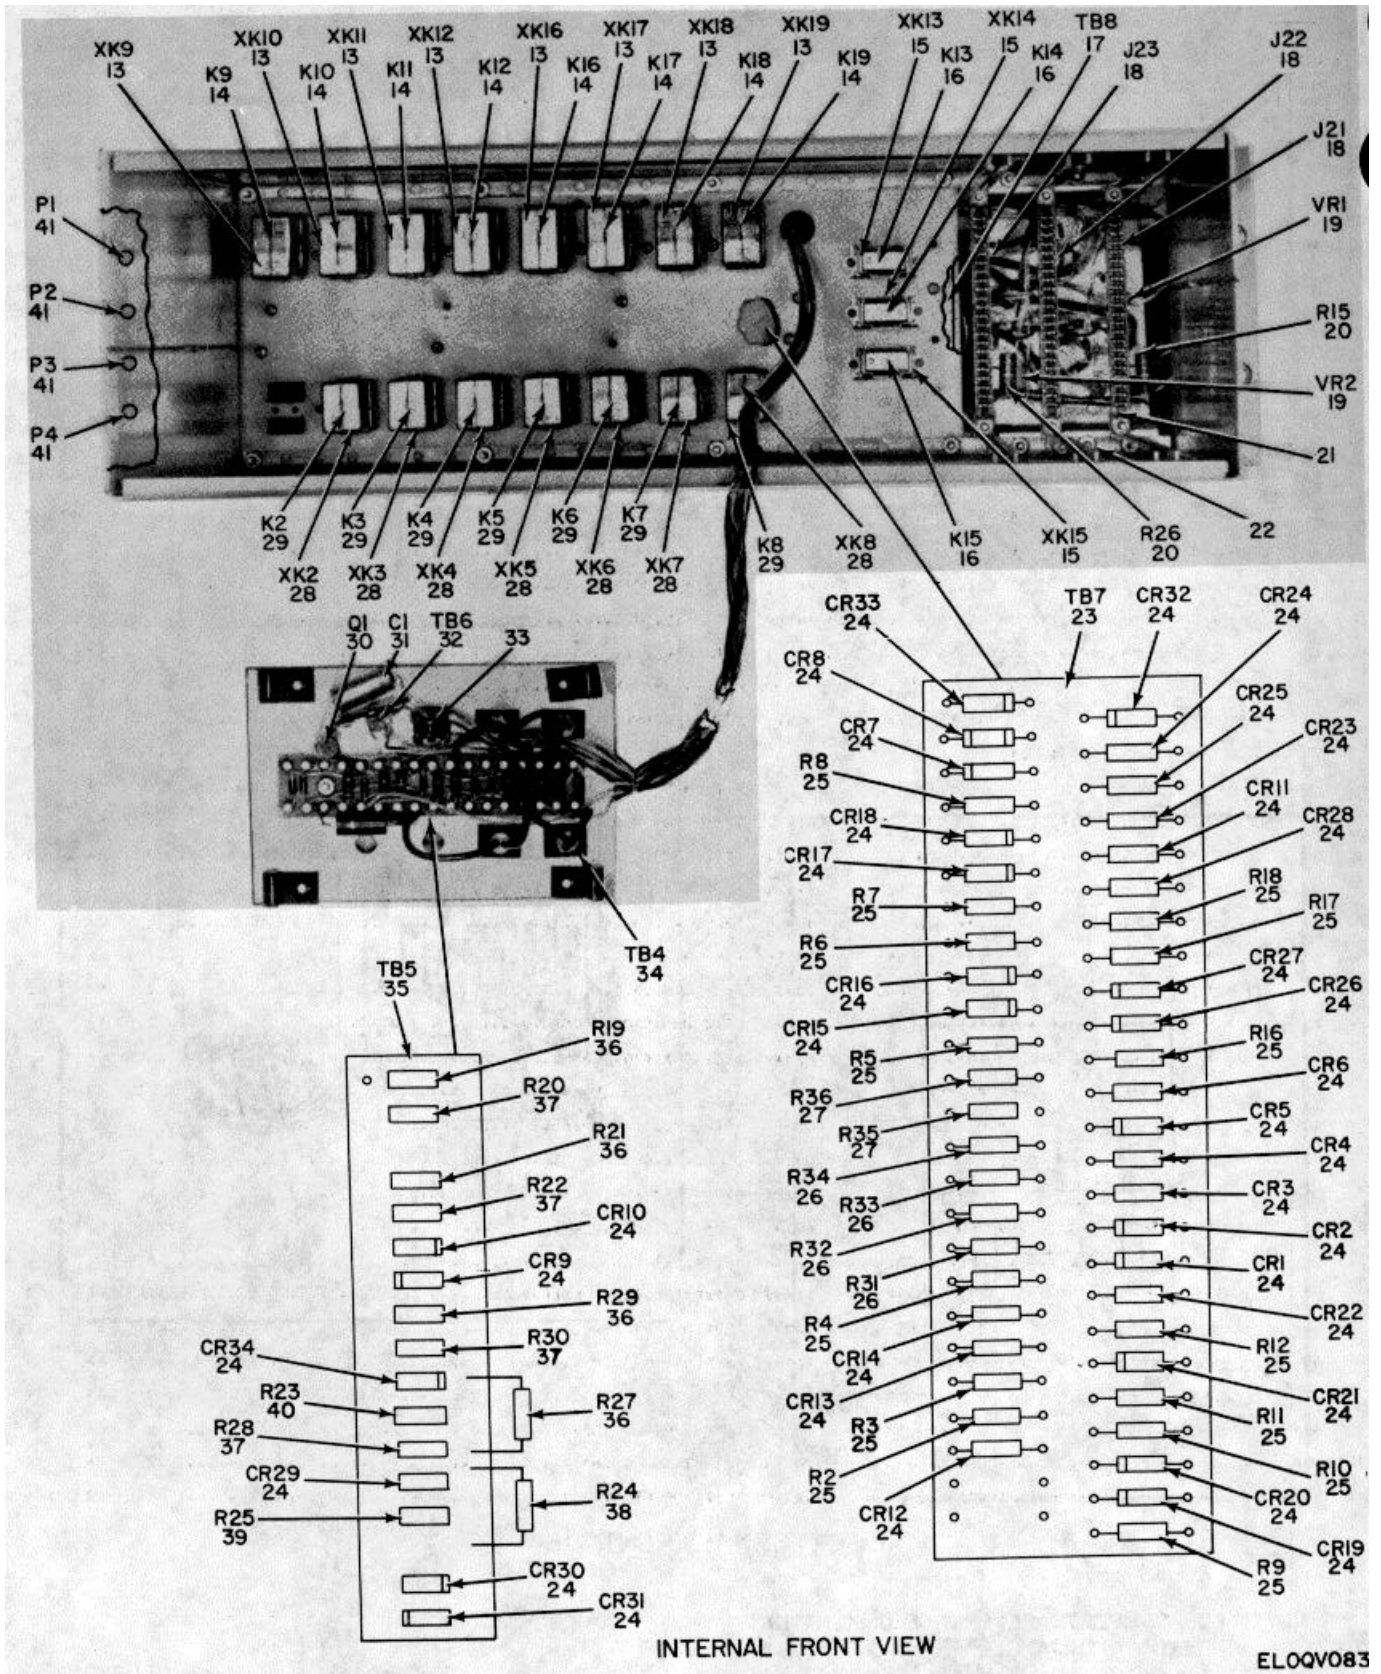 XK9
13
K9
14
XK10
13
K10
14
XK11
13
K11
14
XK12
13
K12
14
XK16
13
K16
14
XK17
13
K17
14
XK18
13
K18
14
XK19
13
K19
14
XK13
15
K13
16
XK14
15
K14
16
TB8
17
J23
18
J22
18
J21
18
VR1
19
R15
20
VR2
19
21
22
P1
41
P2
41
P3
41
P4
41
K2
29
XK2
28
K3
29
XK3
28
K4
29
XK4
28
K5
29
XK5
28
K6
29
XK6
28
K7
29
XK7
28
K8
29
XK8
28
K15
16
XK15
15
R26
20
Q1
30
C1
31
TB6
32
33
TB4
34
TB5
35
R19
36
R20
37
R21
36
R22
37
CR10
24
CR9
24
R29
36
R30
37
CR34
24
R23
40
R28
37
CR29
24
R25
39
R27
36
R24
38
CR30
24
CR31
24
TB7
23
CR33
24
CR8
24
CR7
24
R8
25
CR18
24
CR17
24
R7
25
R6
25
CR16
24
CR15
24
R5
25
R36
27
R35
27
R34
26
R33
26
R32
26
R31
26
R4
25
CR14
24
CR13
24
R3
25
R2
25
CR12
24
CR32
24
CR24
24
CR25
24
CR23
24
CR11
24
CR28
24
R18
25
R17
25
CR27
24
CR26
24
R16
25
CR6
24
CR5
24
CR4
24
CR3
24
CR2
24
CR1
24
CR22
24
R12
25
CR21
24
R11
25
R10
25
CR20
24
CR19
24
R9
25
INTERNAL FRONT VIEW
ELOQV083